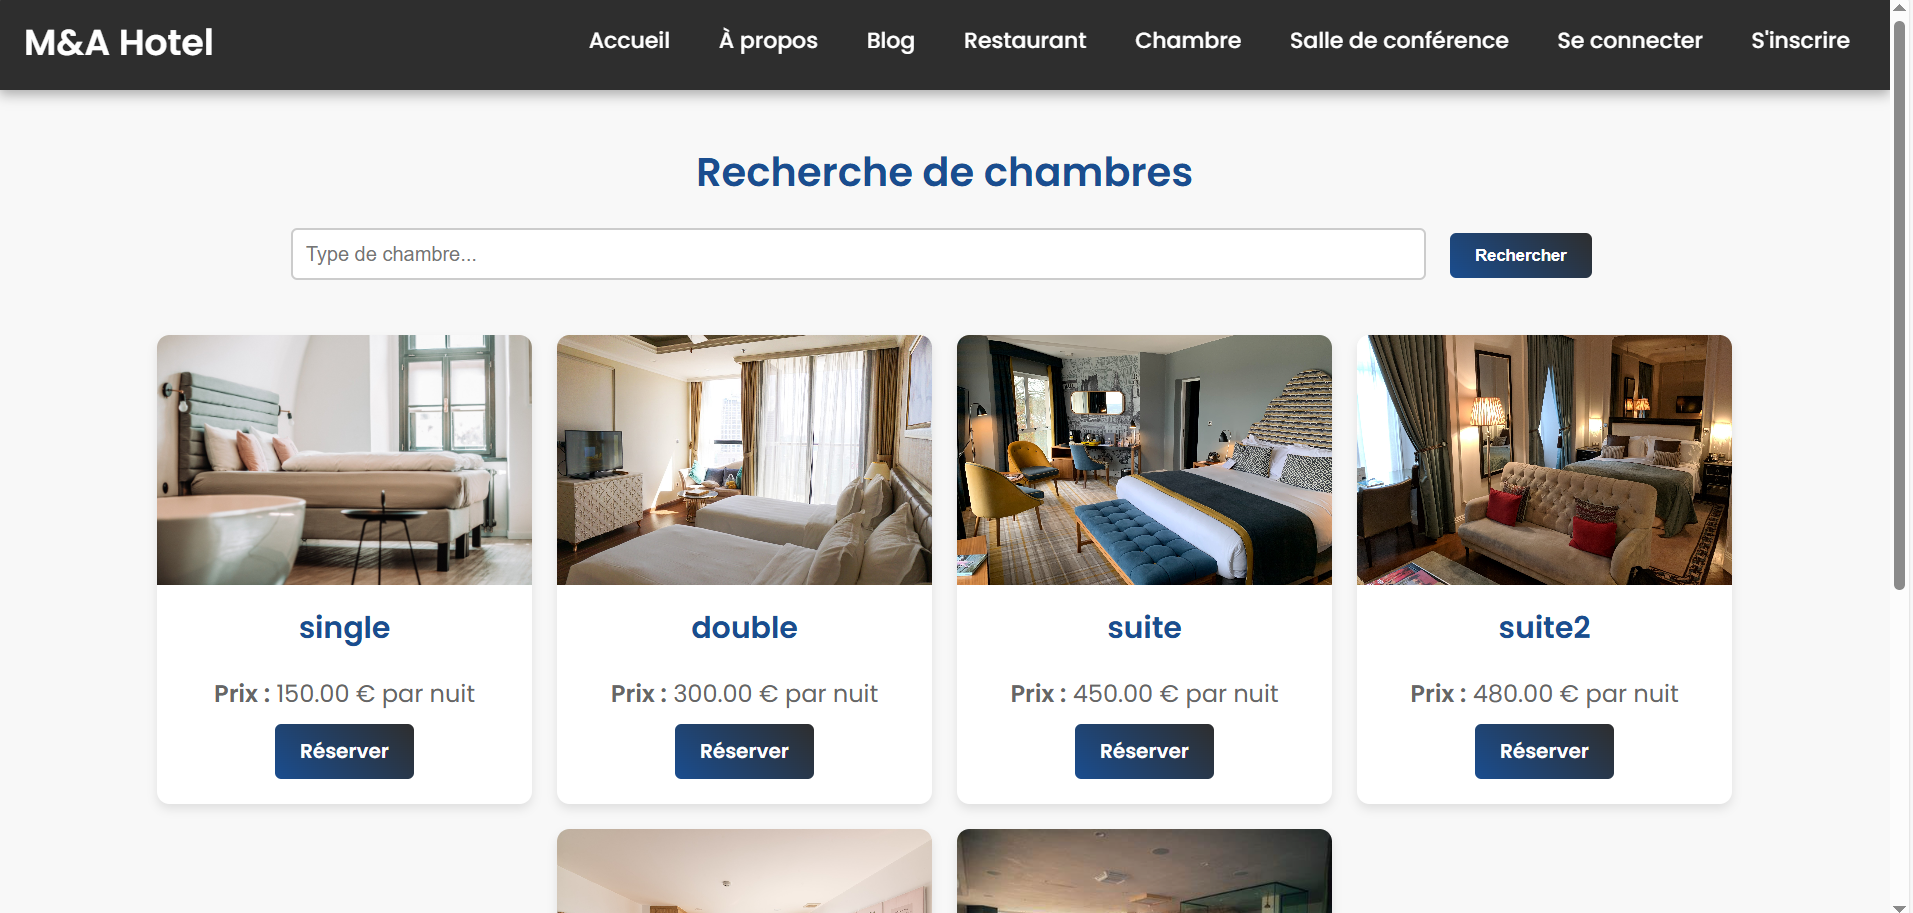 M&A Hotel
Accueil
À propos
Blog
Restaurant
Chambre
Salle de conférence
Se connecter
S'inscrire
Recherche de chambres
Type de chambre...
Rechercher
single
Prix : 150.00 € par nuit
Réserver
double
Prix : 300.00 € par nuit
Réserver
suite
Prix : 450.00 € par nuit
Réserver
suite2
Prix : 480.00 € par nuit
Réserver